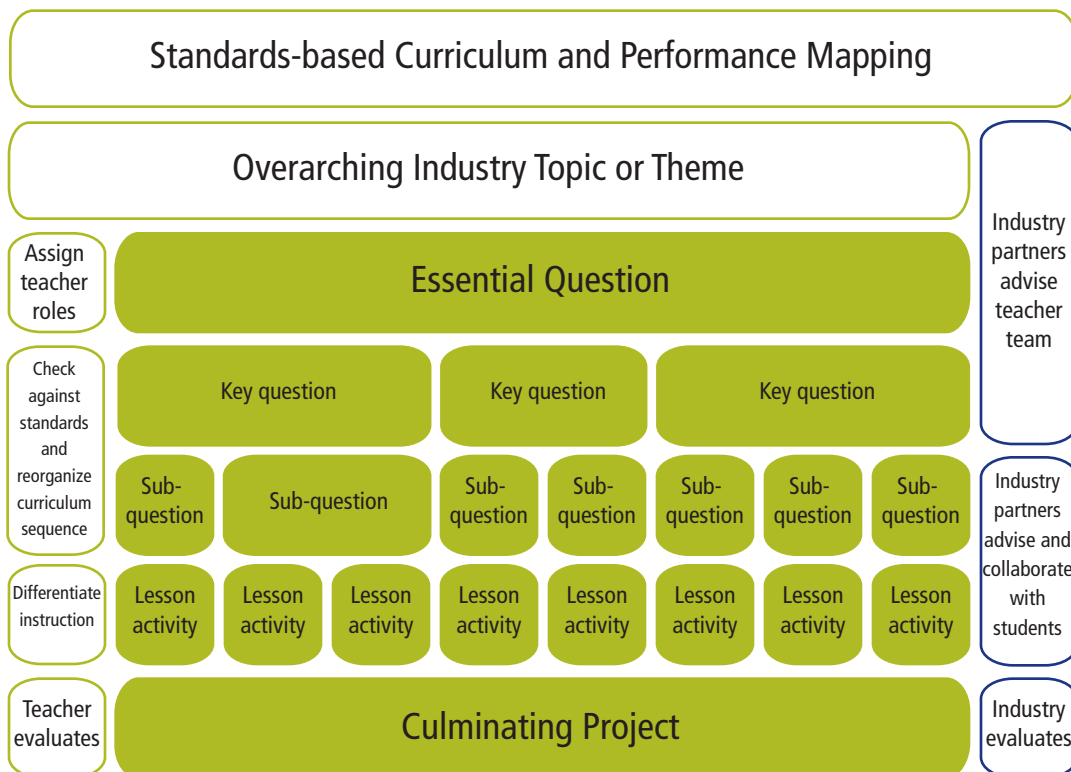 Standards-based Curriculum and Performance Mapping
Overarching Industry Topic or Theme
Industry
partners
advise
teacher
team
Assign
teacher
roles
Essential Question
Check
against
standards
and
reorganize
curriculum
sequence
Key question
Key question
Key question
Sub-
question
Sub-question
Sub-
question
Sub-
question
Sub-
question
Sub-
question
Sub-
question
Industry
partners
advise and
collaborate
with
students
Differentiate
instruction
Lesson
activity
Lesson
activity
Lesson
activity
Lesson
activity
Lesson
activity
Lesson
activity
Lesson
activity
Lesson
activity
Teacher
evaluates
Culminating Project
Industry
evaluates